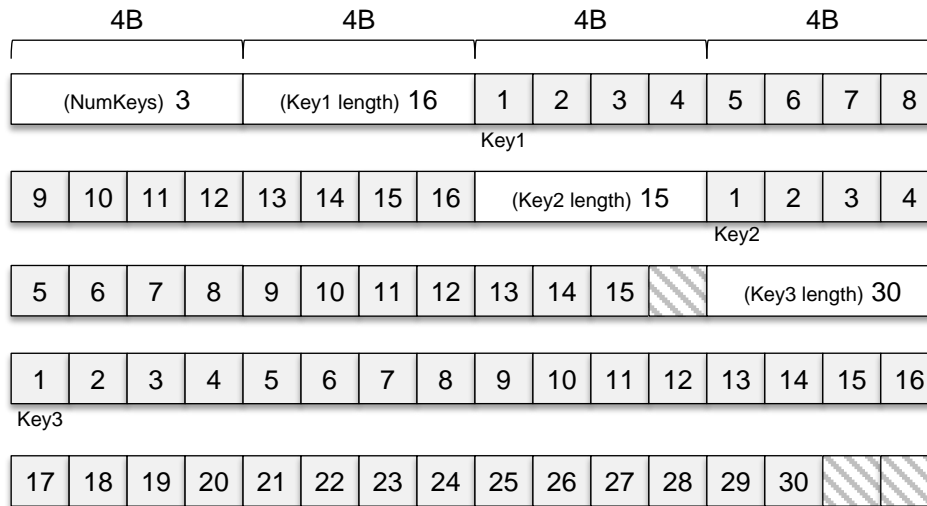 4B 4B 4B 4B
(NumKeys) 3 (Key1 length) 16 1 2 3 4 5 6 7 8
Key1
9 10 11 12 13 14 15 16 (Key2 length) 15 1 2 3 4
Key2
5 6 7 8 9 10 11 12 13 14 15 (Key3 length) 30
1 2 3 4 5 6 7 8 9 10 11 12 13 14 15 16
Key3
17 18 19 20 21 22 23 24 25 26 27 28 29 30